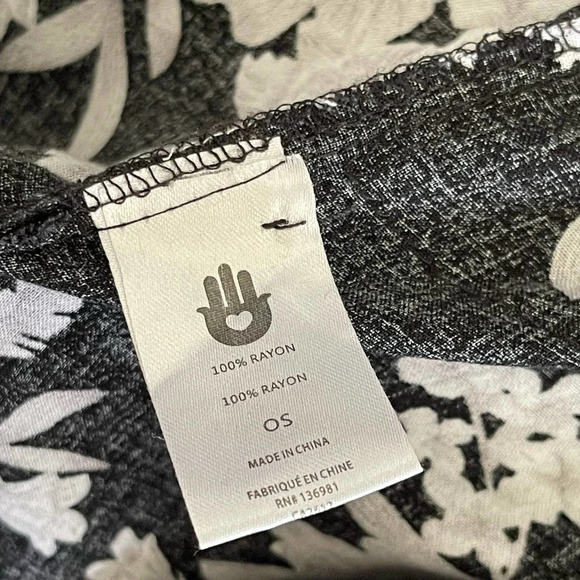 100% RAYON
100% RAYON
OS
MADE IN CHINA
FABRIQUÉ EN CHINE
RN# 136981